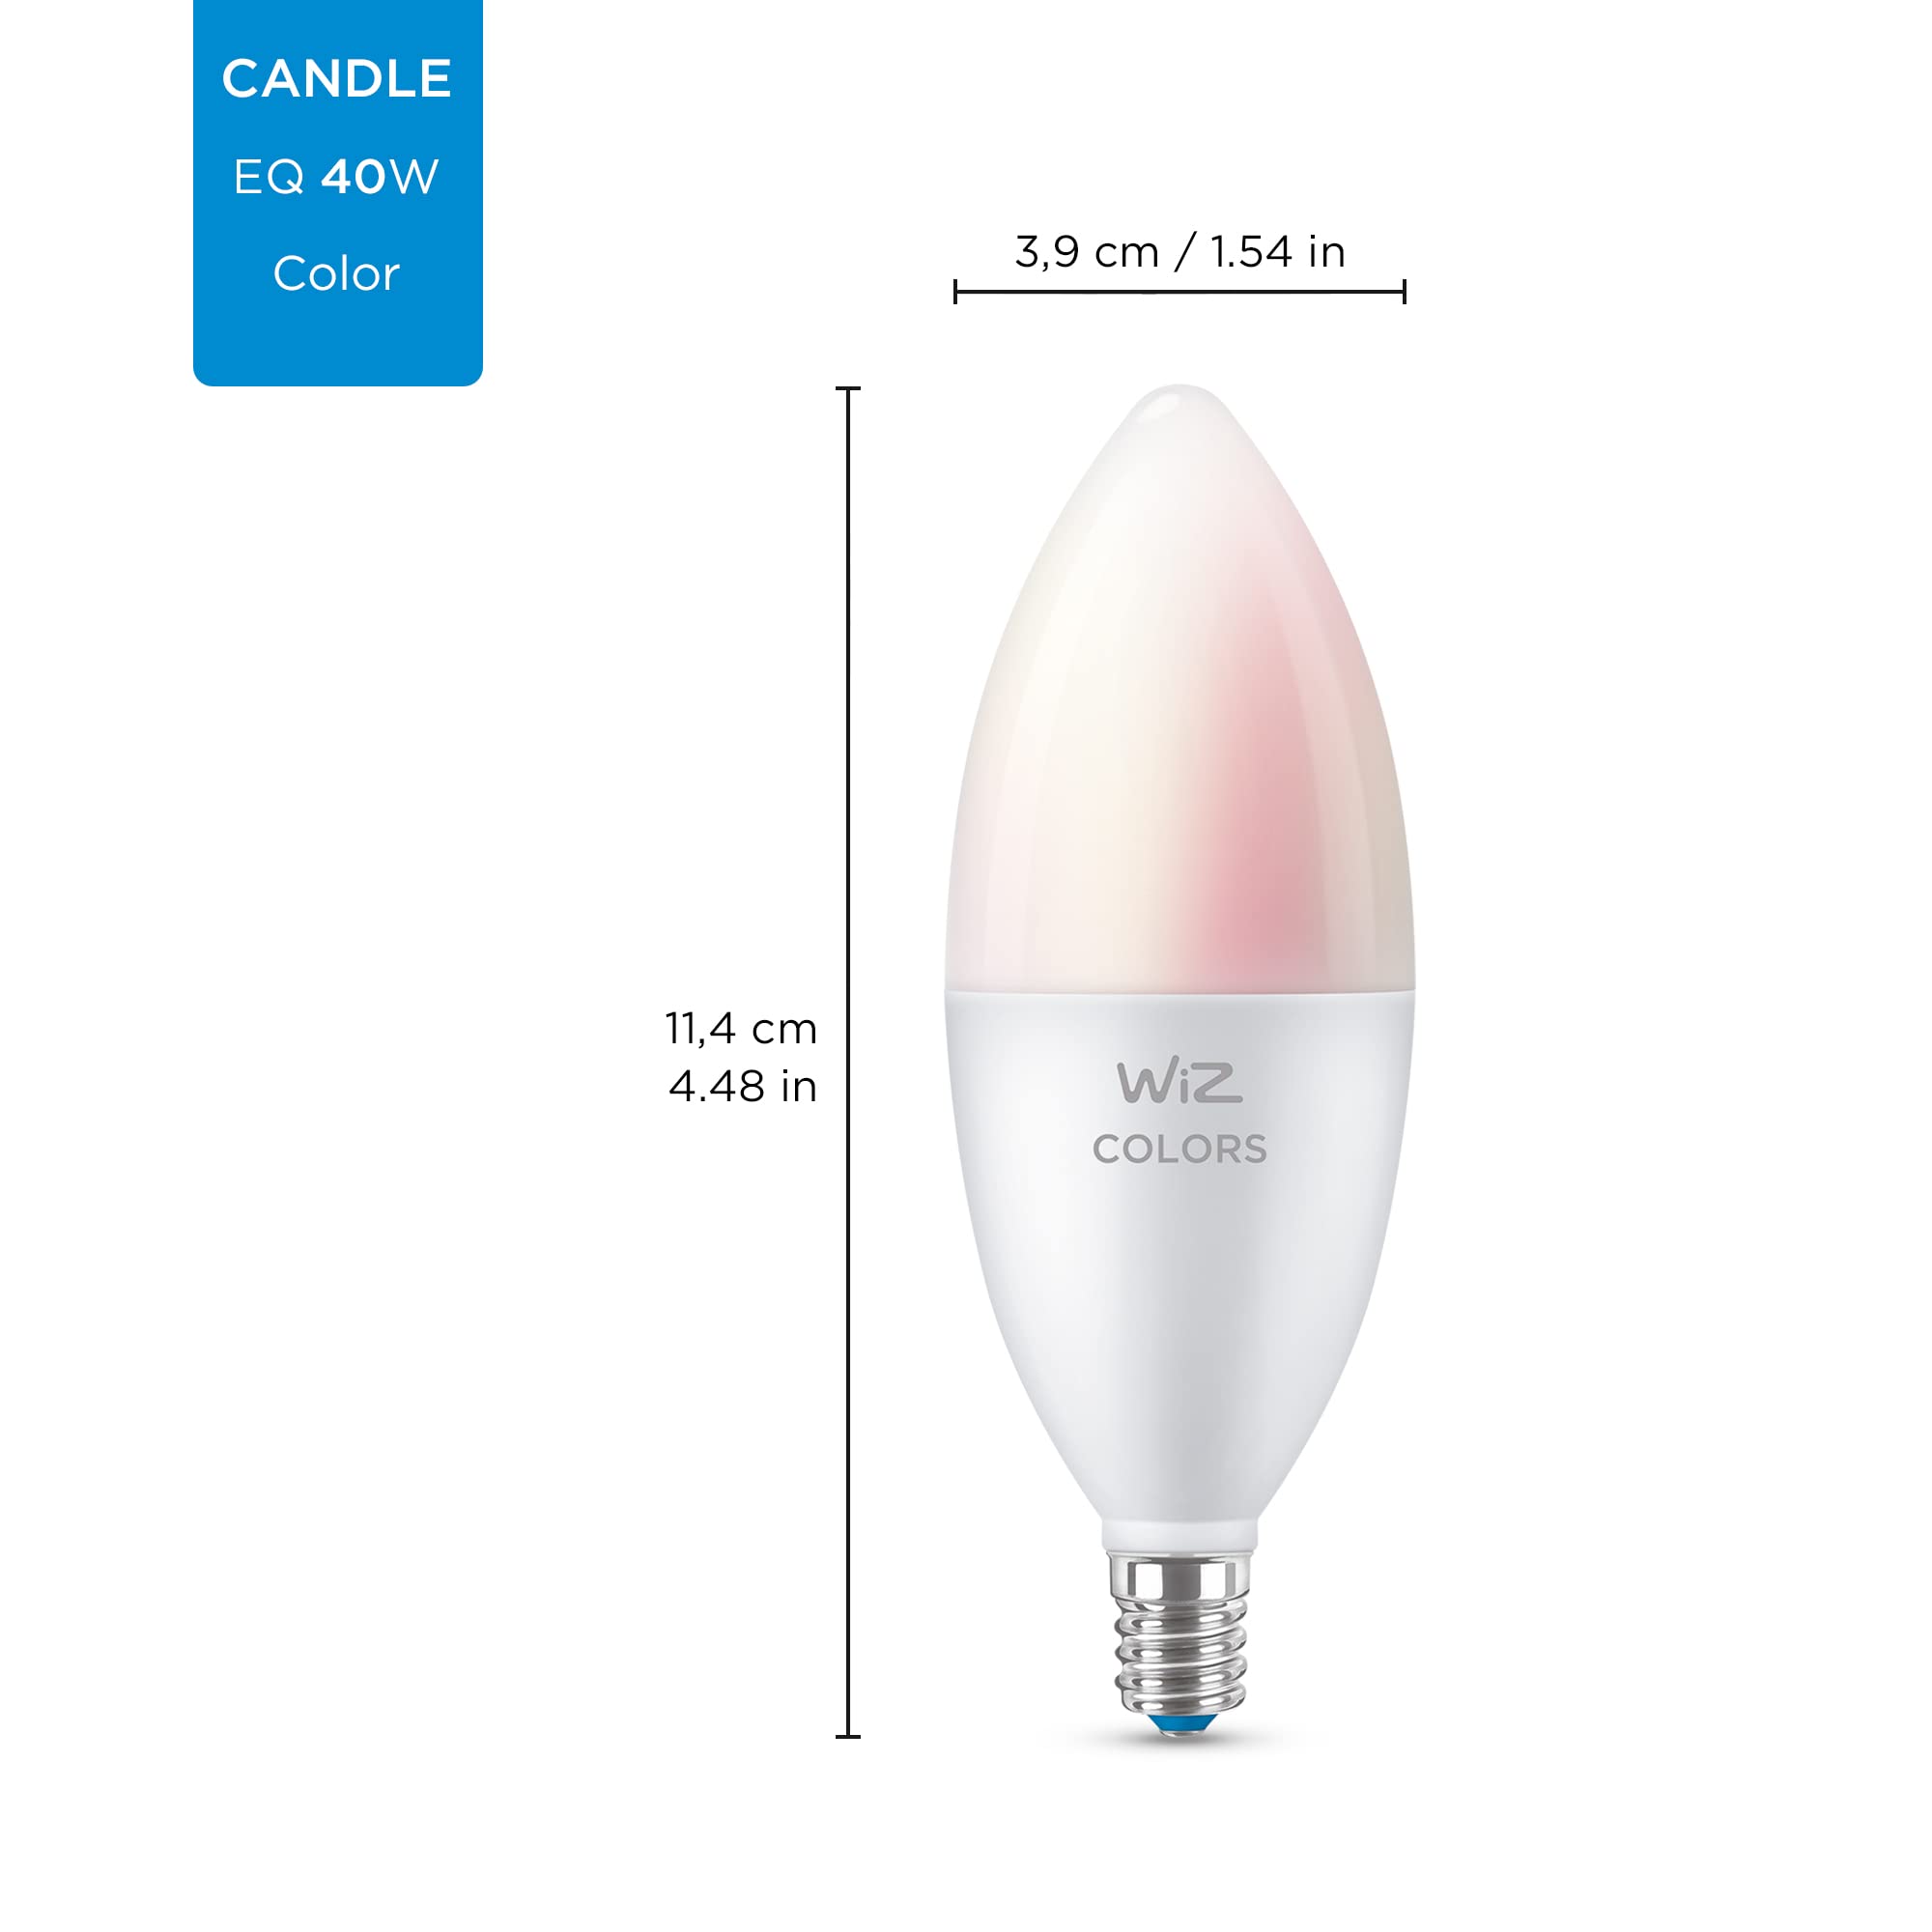 CANDLE
EQ 40W
Color
3,9 cm / 1.54 in
11,4 cm
4.48 in
WiZ
COLORS